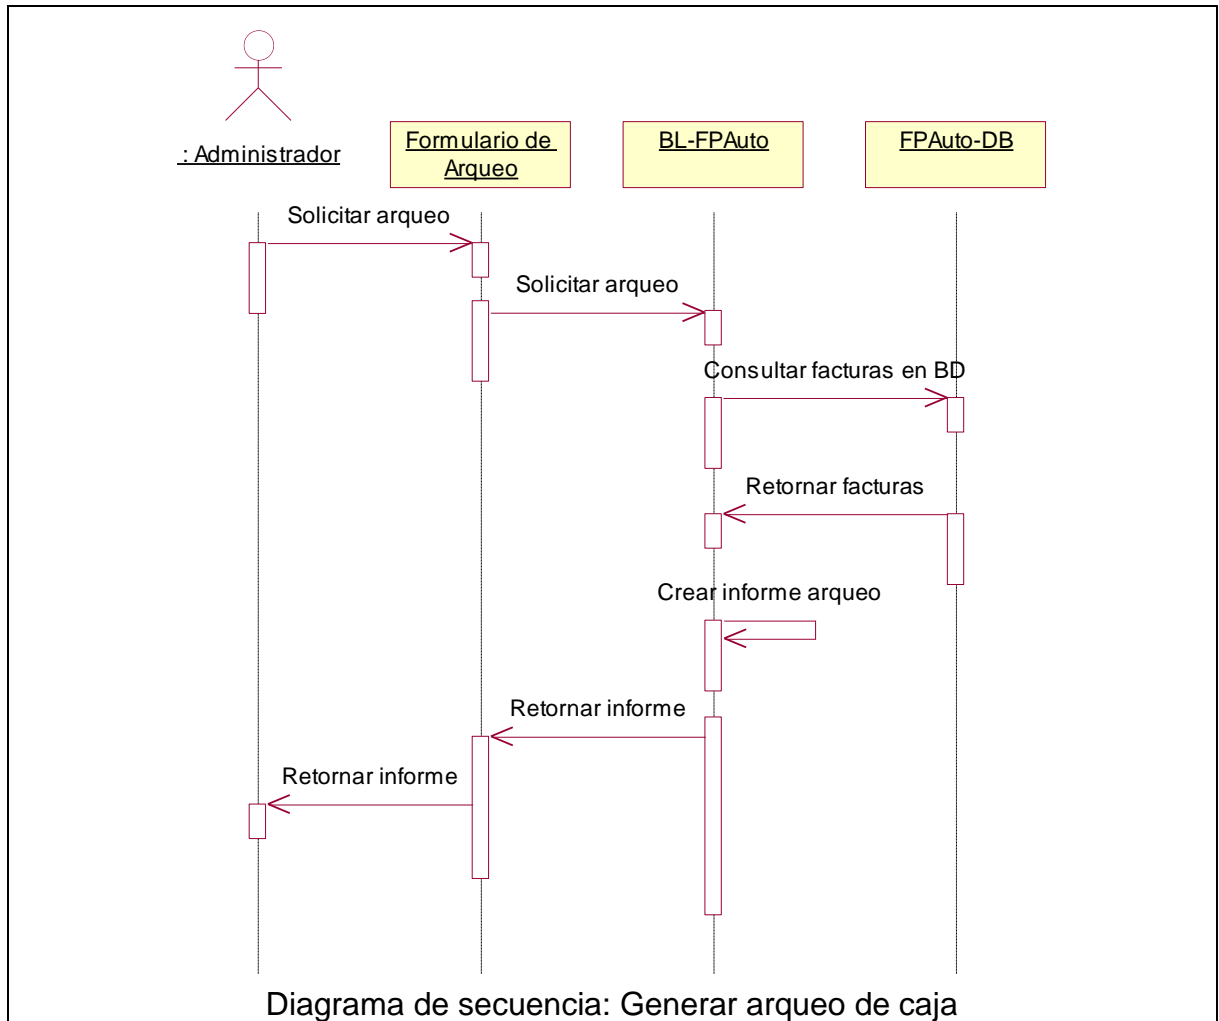 : Administrador
Formulario de
Arqueo
BL-FPAuto
FPAuto-DB
Solicitar arqueo
Solicitar arqueo
Consultar facturas en BD
Retornar facturas
Crear informe arqueo
Retornar informe
Retornar informe
Diagrama de secuencia: Generar arqueo de caja